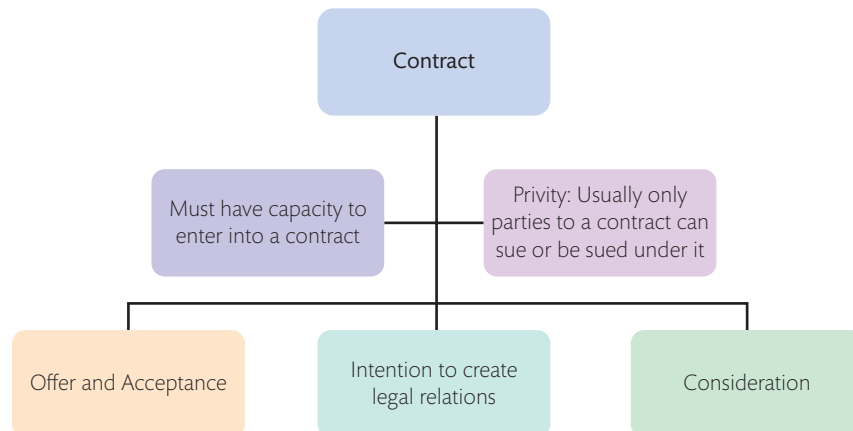 Contract
Must have capacity to
enter into a contract
Privity: Usually only
parties to a contract can
sue or be sued under it
Offer and Acceptance
Intention to create
legal relations
Consideration